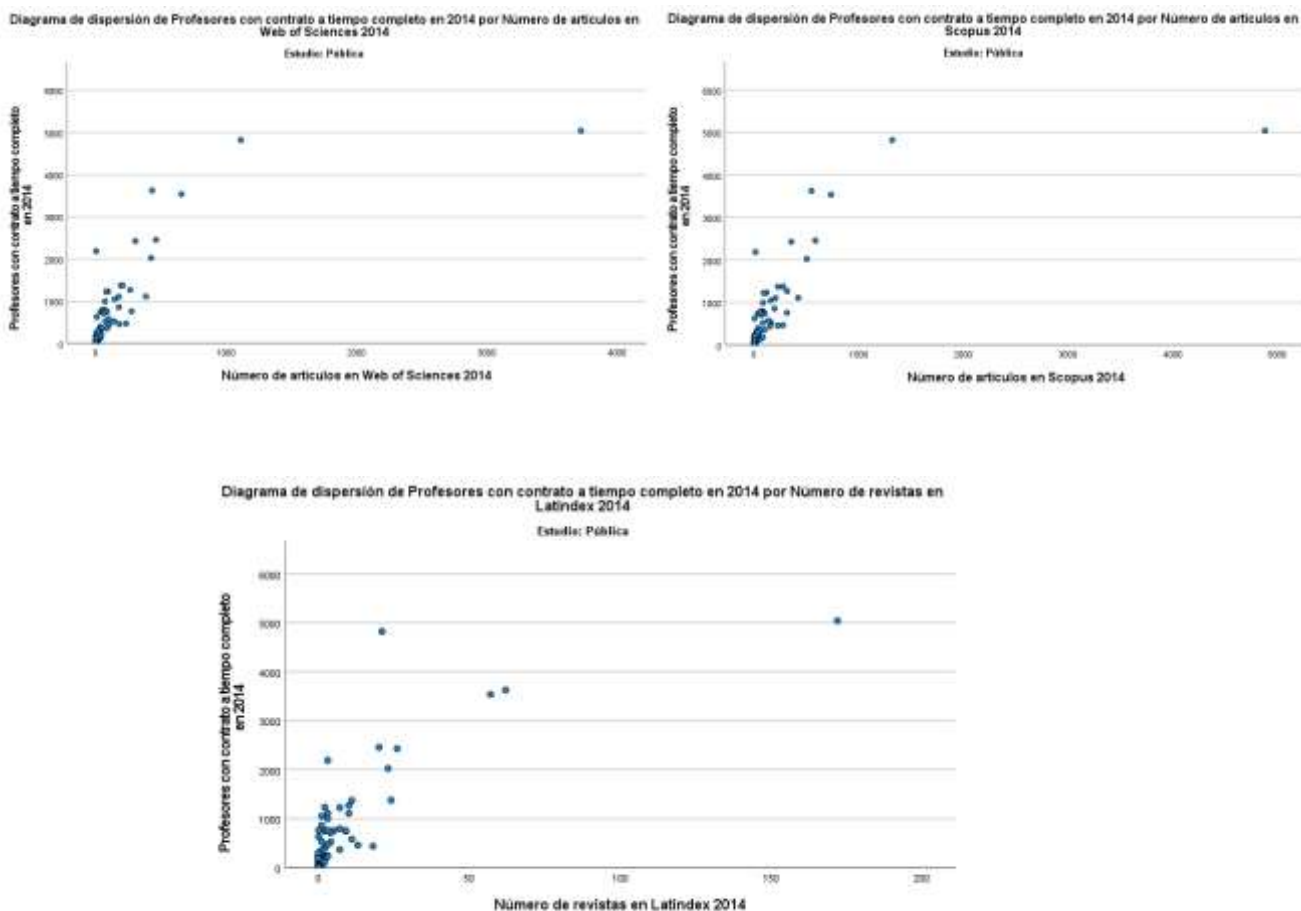 Diagrama de dispersión de Profesores con contrato a tiempo completo en 2014 por Número de artículos en
Web of Sciences 2014
Estudio: Pública
Profesores con contrato a tiempo completo
en 2014
6000
5000
4000
3000
2000
1000
0
0
1000
2000
3000
4000
Número de artículos en Web of Sciences 2014
Diagrama de dispersión de Profesores con contrato a tiempo completo en 2014 por Número de artículos en
Scopus 2014
Estudio: Pública
Profesores con contrato a tiempo completo
en 2014
6000
5000
4000
3000
2000
1000
0
0
1000
2000
3000
4000
5000
Número de artículos en Scopus 2014
Diagrama de dispersión de Profesores con contrato a tiempo completo en 2014 por Número de revistas en
Latindex 2014
Estudio: Pública
Profesores con contrato a tiempo completo
en 2014
6000
5000
4000
3000
2000
1000
0
0
50
100
150
200
Número de revistas en Latindex 2014